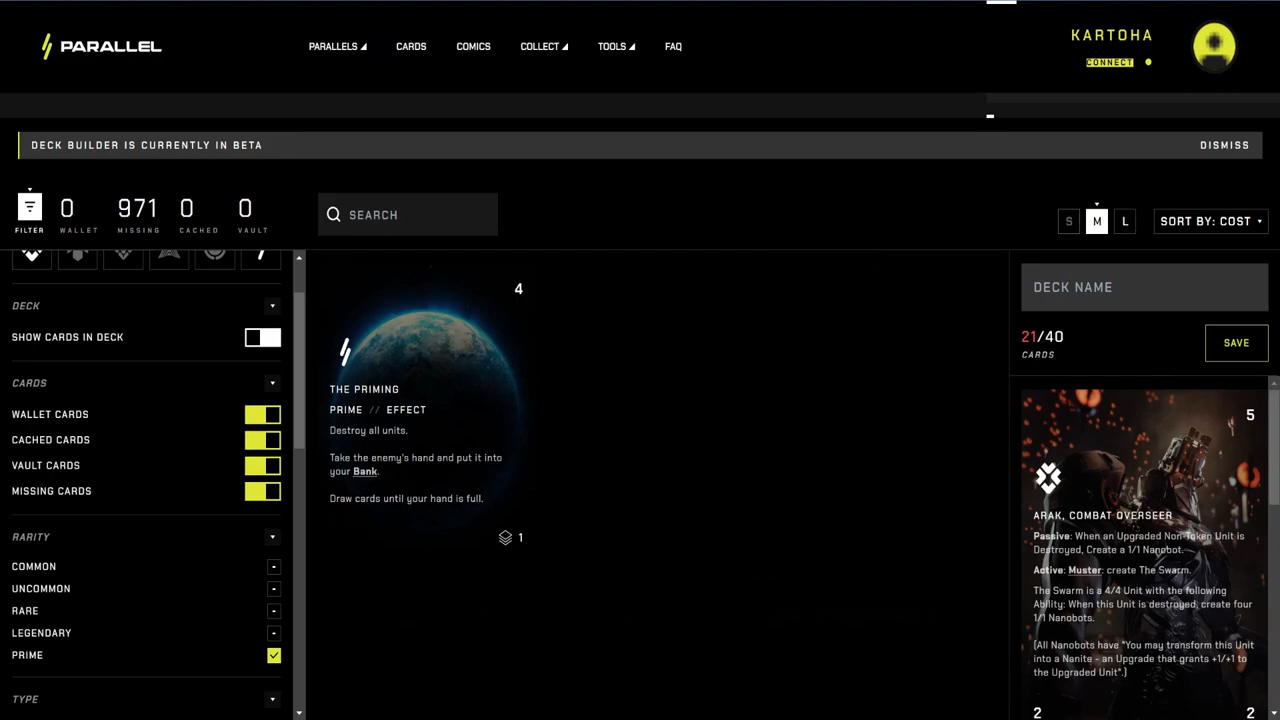 PARALLEL
PARALLELS
CARDS
COMICS
COLLECT
TOOLS
FAQ
KARTOHA
CONNECT
DECK BUILDER IS CURRENTLY IN BETA
DISMISS
FILTER
0
WALLET
971
MISSING
0
CACHED
0
VAULT
SEARCH
S
M
L
SORT BY: COST
DECK
SHOW CARDS IN DECK
CARDS
WALLET CARDS
CACHED CARDS
VAULT CARDS
MISSING CARDS
RARITY
COMMON
UNCOMMON
RARE
LEGENDARY
PRIME
TYPE
4
THE PRIMING
PRIME // EFFECT
Destroy all units.
Take the enemy's hand and put it into
your Bank.
Draw cards until your hand is full.
1
DECK NAME
21/40
CARDS
SAVE
5
ARAK, COMBAT OVERSEER
Passive: When an Upgraded Non-Token Unit is
Destroyed, Create a 1/1 Nanobot.
Active: Muster: create The Swarm.
The Swarm is a 4/4 Unit with the following
Ability: When this Unit is destroyed, create four
1/1 Nanobots.
(All Nanobots have "You may transform this Unit
into a Nanite - an Upgrade that grants +1/+1 to
the Upgraded Unit".)
2
2